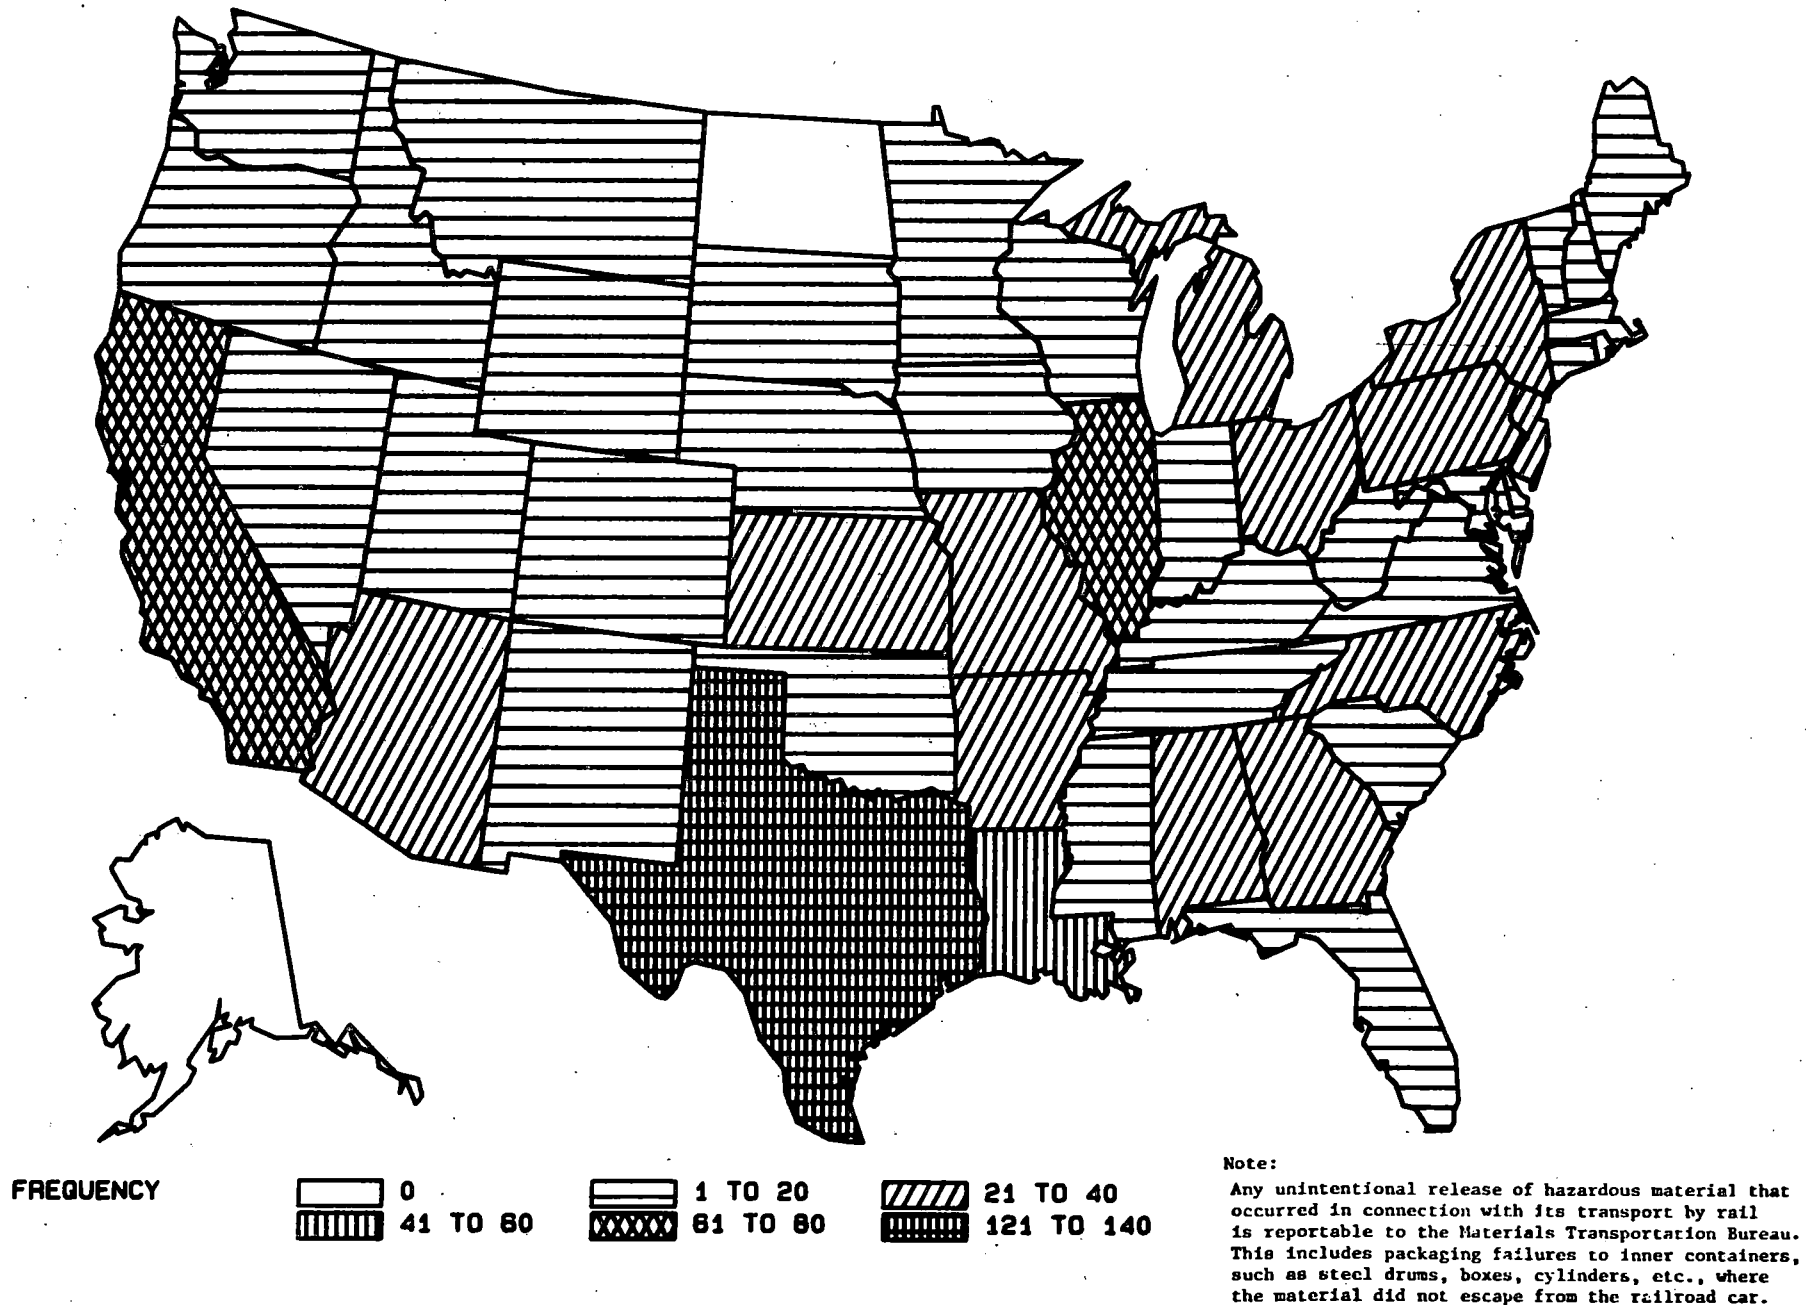 FREQUENCY
0
1 TO 20
21 TO 40
41 TO 60
61 TO 80
121 TO 140
Note:
Any unintentional release of hazardous material that
occurred in connection with its transport by rail
is reportable to the Materials Transportation Bureau.
This includes packaging failures to inner containers,
such as steel drums, boxes, cylinders, etc., where
the material did not escape from the railroad car.